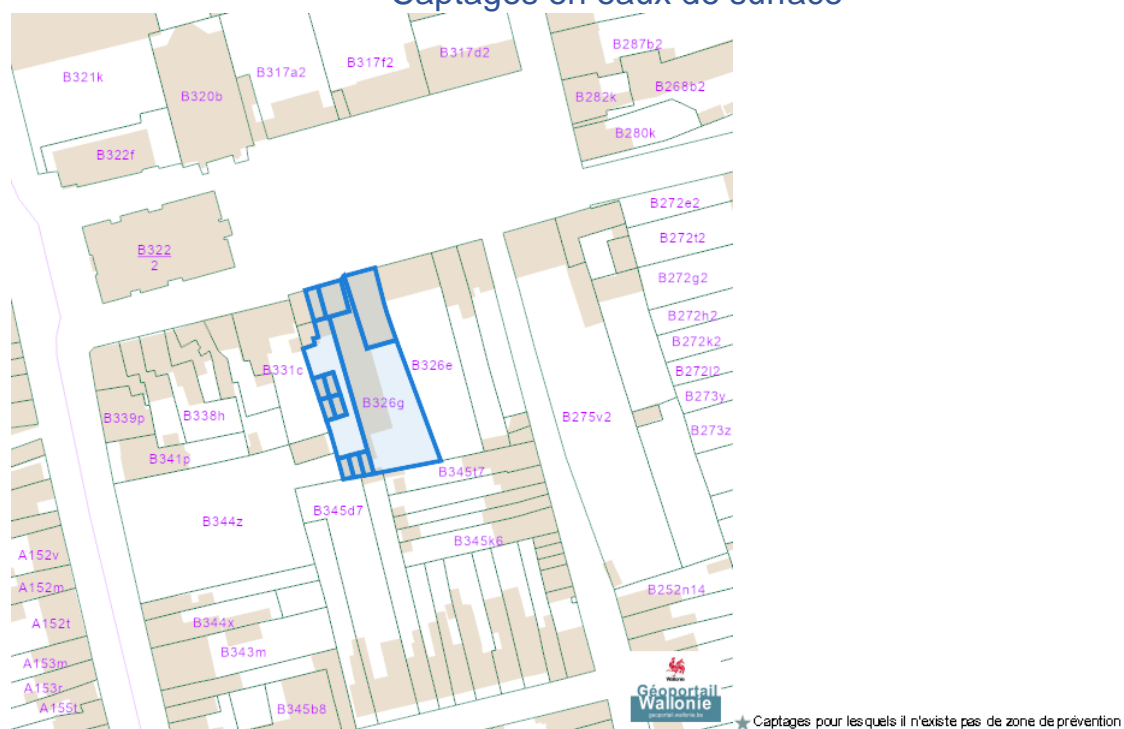 Captages en eaux de surface
B287b2
B317d2
B317f2
B317a2
B321k
B268b2
B320b
B282k
B280k
B322f
B272e2
B272t2
B322
2
B272g2
B272h2
B272k2
B326e
B331c
B272l2
B273y
B326g
B338h
B339p
B275v2
B273z
B341p
B345t7
B345d7
B344z
B345k6
A152v
A152m
B252n14
A152t
B344x
B343m
A153m
A153r
A155t
B345b8
Wallonie
Géoportail
Wallonie
geoportail.wallonie.be
Captages pour lesquels il n'existe pas de zone de prévention